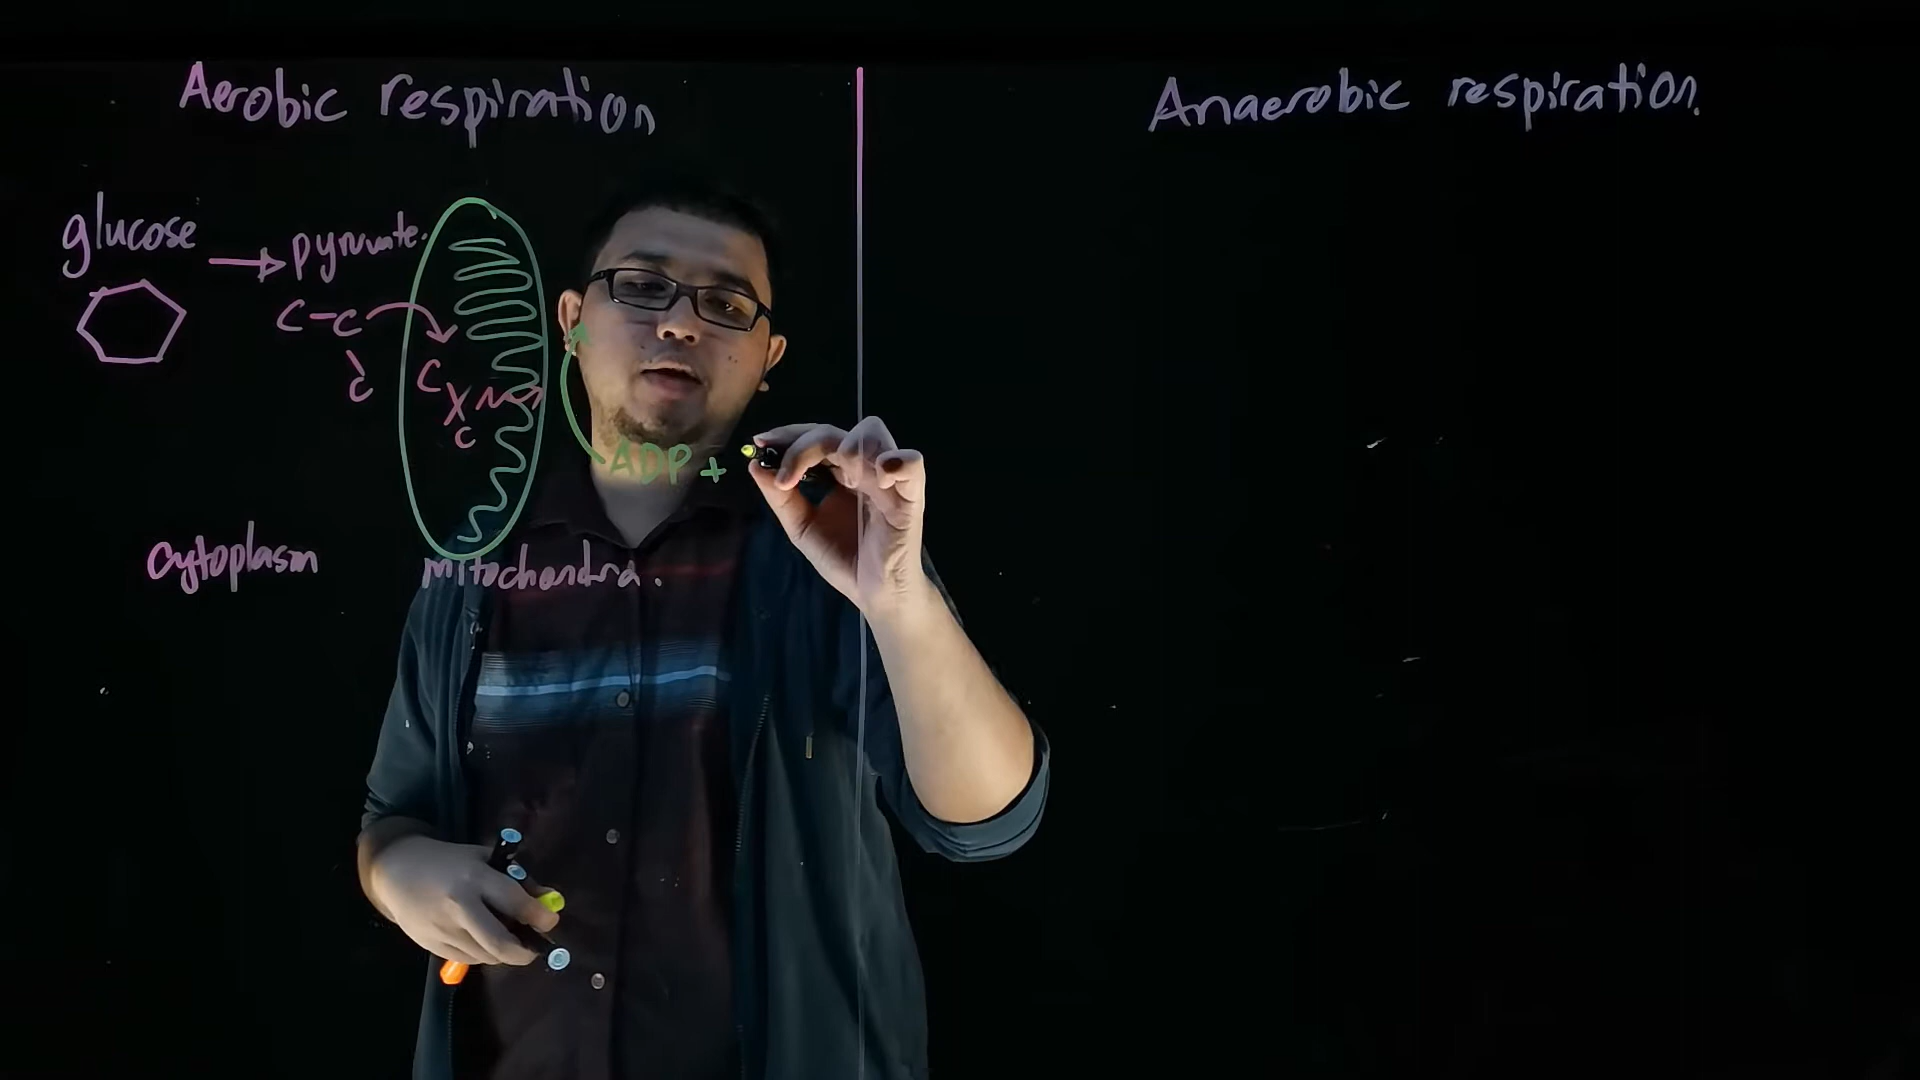 Aerobic respiration
Anaerobic respiration.
glucose
pyruvate.
C-C
C
C
C
ADP +
cytoplasm
mitochondria.